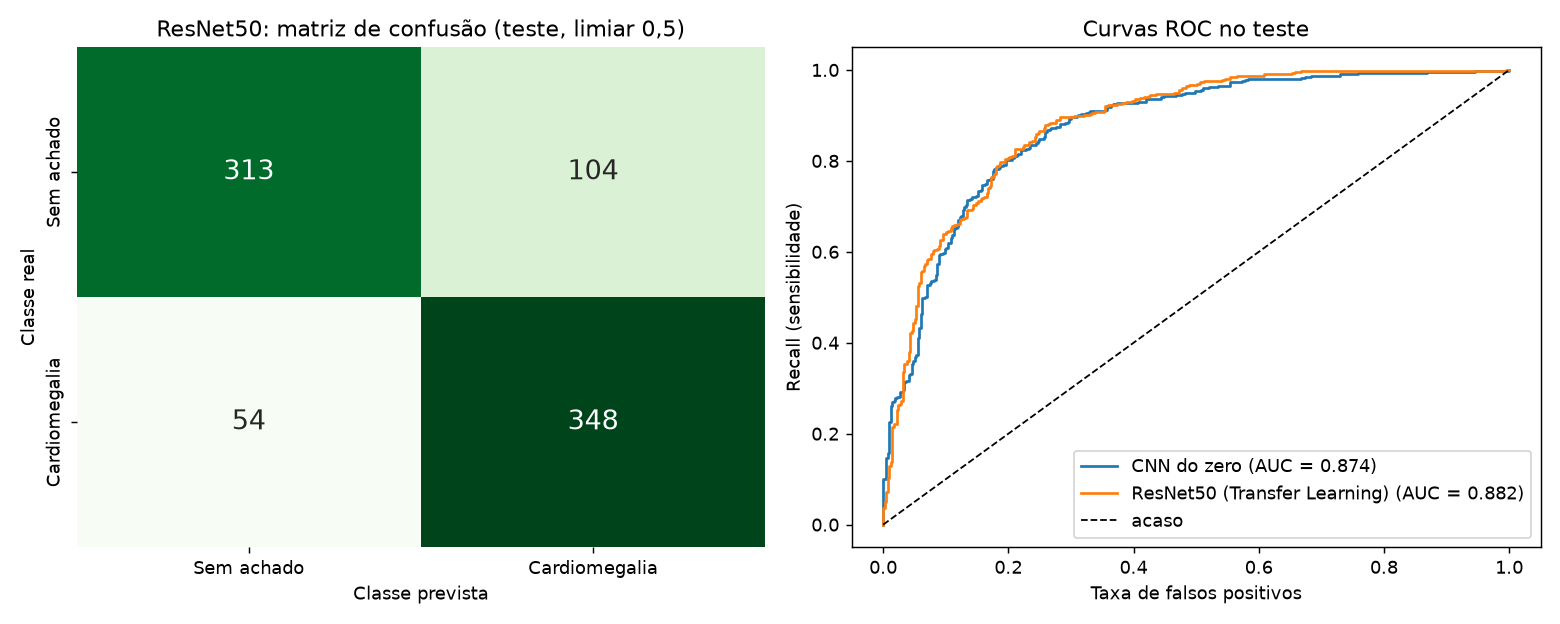 ResNet50: matriz de confusão (teste, limiar 0,5)
Classe real
Sem achado
Cardiomegalia
313
104
54
348
Sem achado
Cardiomegalia
Classe prevista
Curvas ROC no teste
Recall (sensibilidade)
1.0
0.8
0.6
0.4
0.2
0.0
CNN do zero (AUC = 0.874)
ResNet50 (Transfer Learning) (AUC = 0.882)
acaso
0.0
0.2
0.4
0.6
0.8
1.0
Taxa de falsos positivos